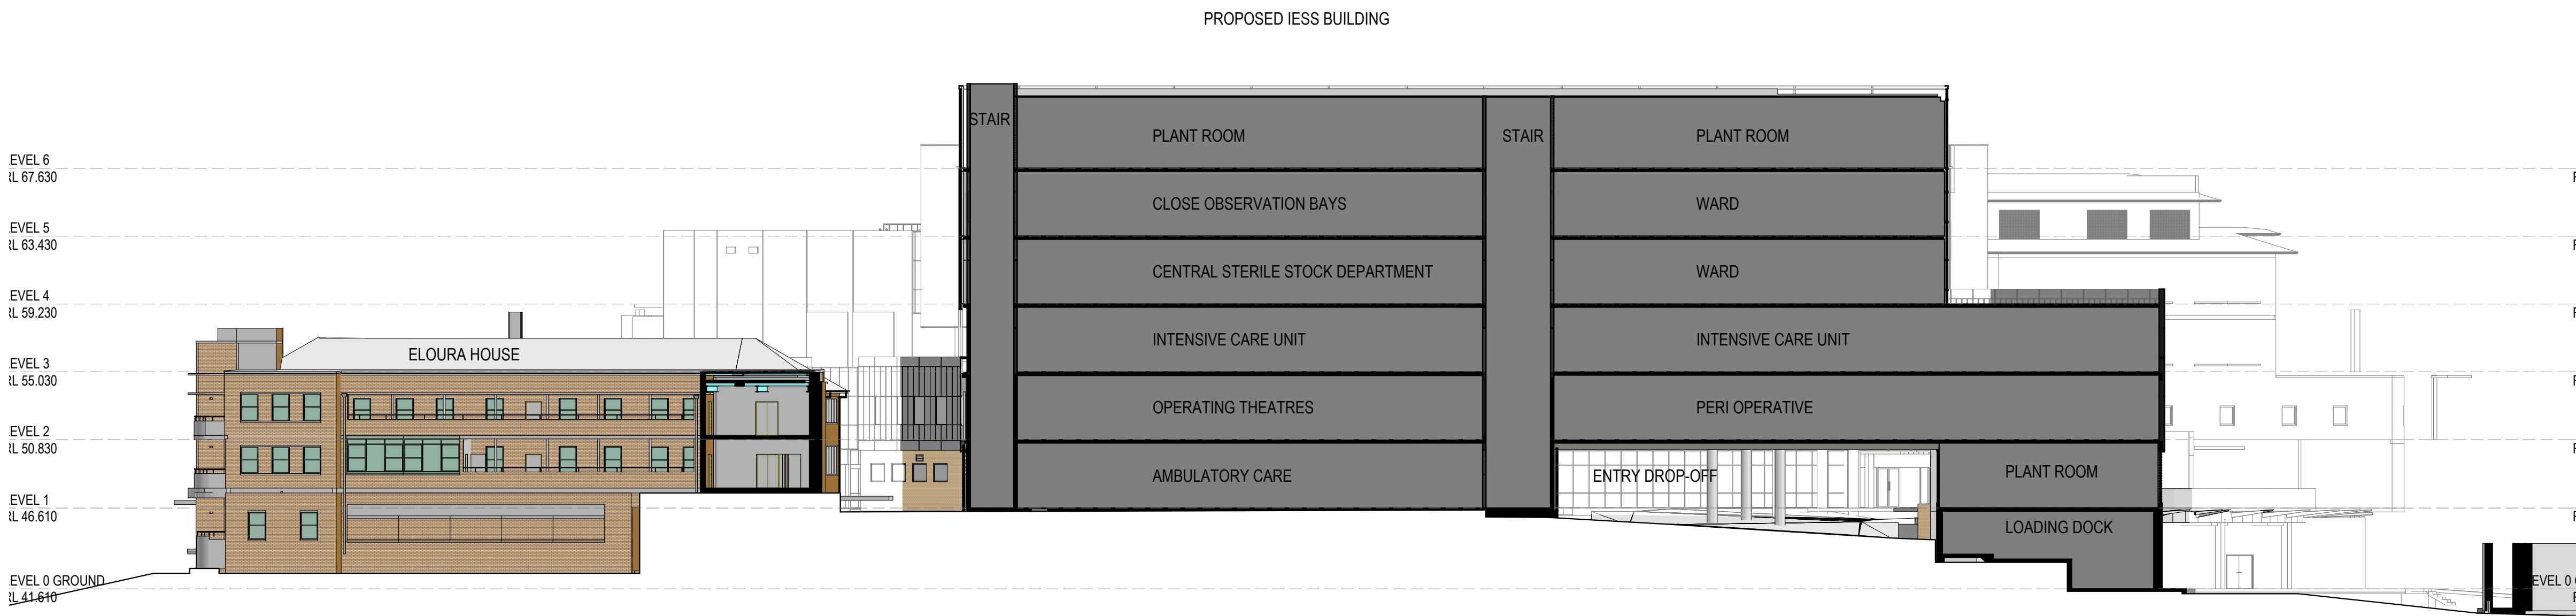 PROPOSED IESS BUILDING
STAIR
PLANT ROOM
STAIR
PLANT ROOM
EVEL 6
RL 67.630
CLOSE OBSERVATION BAYS
WARD
EVEL 5
RL 63.430
CENTRAL STERILE STOCK DEPARTMENT
WARD
EVEL 4
RL 59.230
INTENSIVE CARE UNIT
INTENSIVE CARE UNIT
ELOURA HOUSE
EVEL 3
RL 55.030
OPERATING THEATRES
PERI OPERATIVE
EVEL 2
RL 50.830
AMBULATORY CARE
ENTRY DROP-OFF
PLANT ROOM
EVEL 1
RL 46.610
LOADING DOCK
EVEL 0 GROUND
RL 41.610
EVEL 0